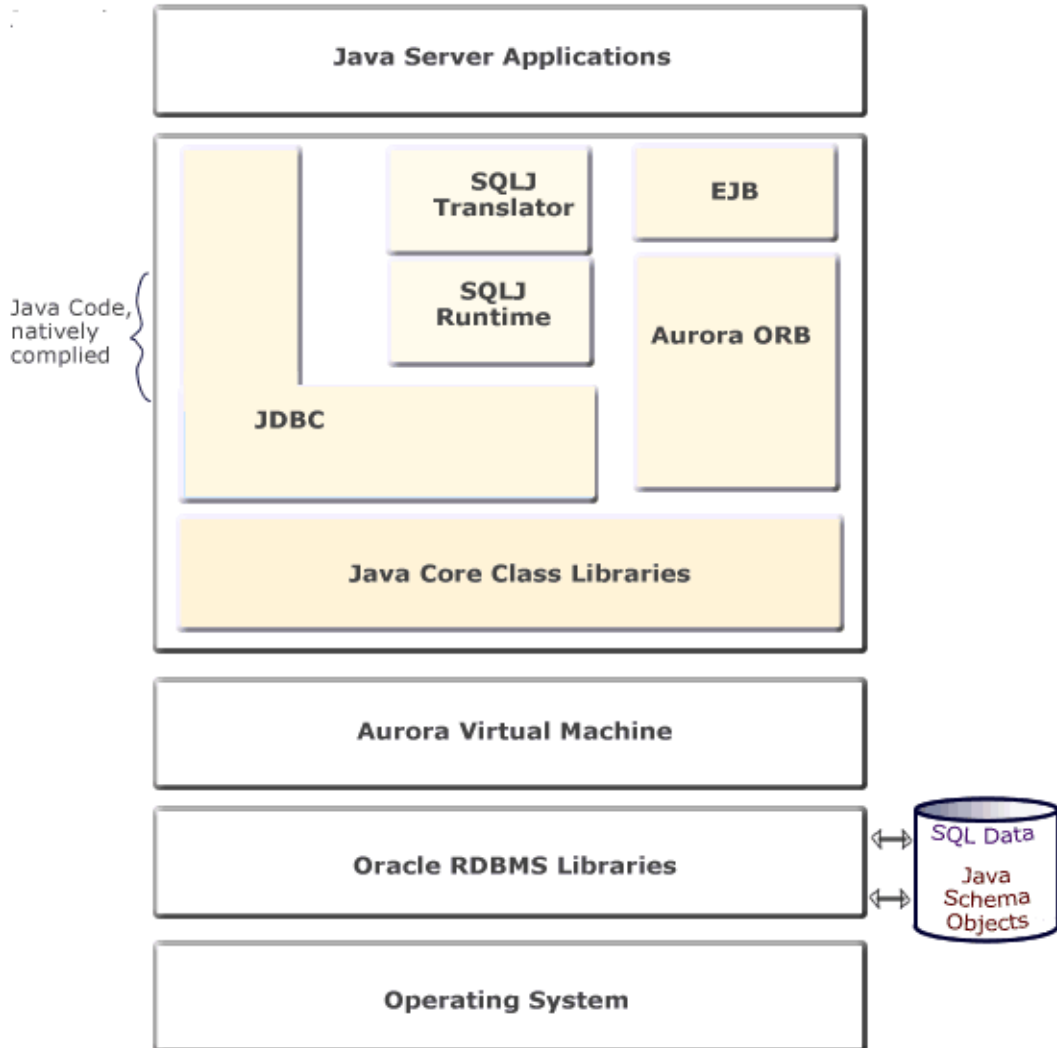 Java Server Applications
SQLJ
Translator
EJB
SQLJ
Runtime
Aurora ORB
Java Code,
natively
complied
JDBC
Java Core Class Libraries
Aurora Virtual Machine
Oracle RDBMS Libraries
SQL Data
Java
Schema
Objects
Operating System